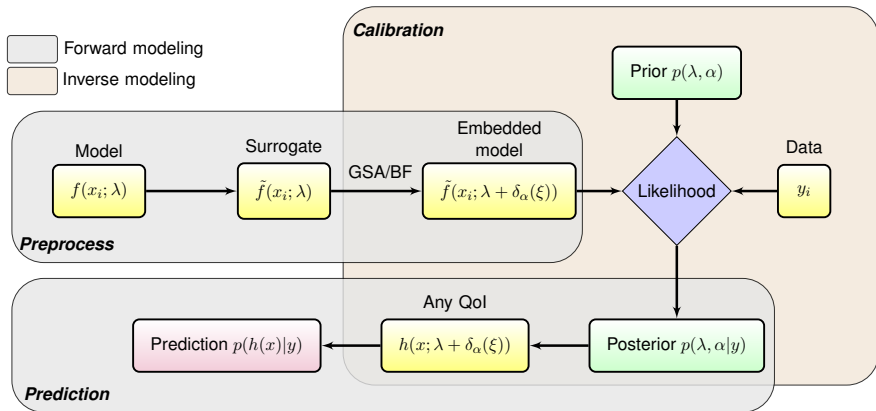 Calibration
Forward modeling
Inverse modeling
Prior p(λ, α)
Model
Surrogate
Embedded
model
Data
f(x_i; λ)
f̃(x_i; λ)
GSA/BF
f̃(x_i; λ + δ_α(ξ))
Likelihood
y_i
Preprocess
Any QoI
Prediction p(h(x)|y)
h(x; λ + δ_α(ξ))
Posterior p(λ, α|y)
Prediction